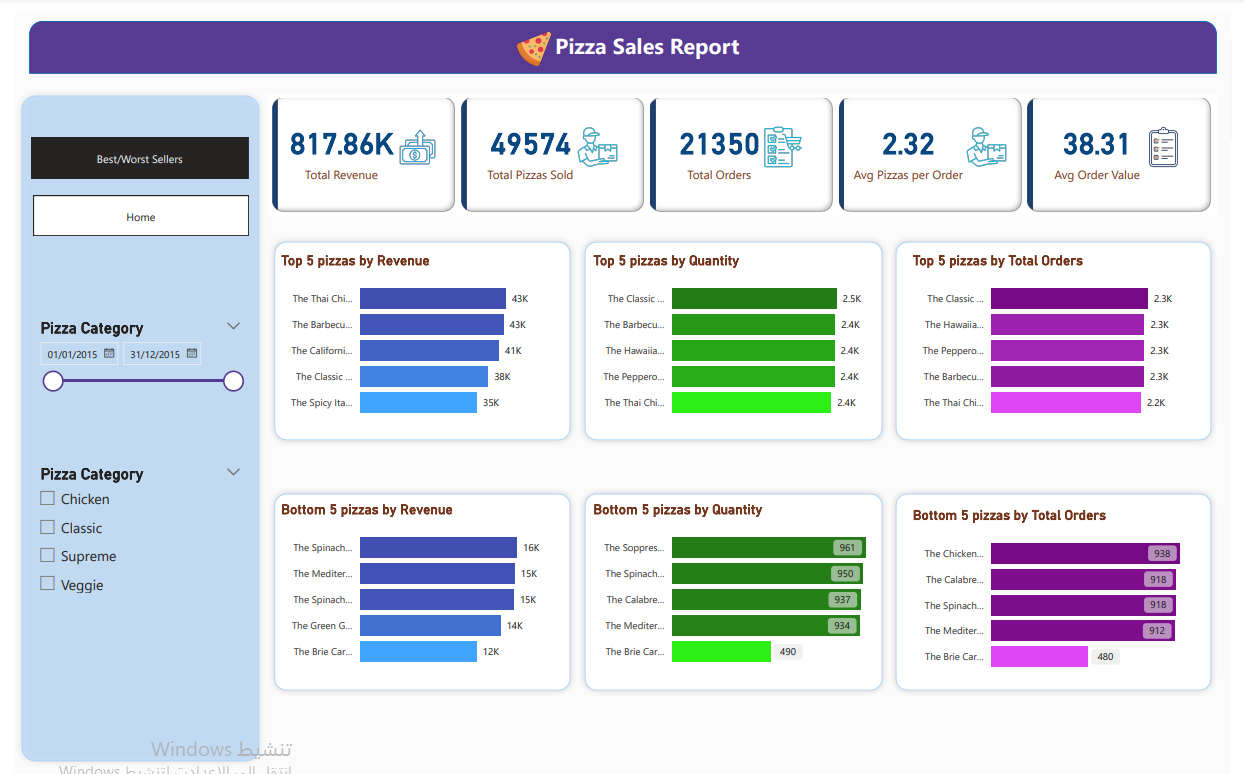 Pizza Sales Report
Best/Worst Sellers
Home
Pizza Category
01/01/2015 31/12/2015
Pizza Category
Chicken
Classic
Supreme
Veggie
817.86K
Total Revenue
49574
Total Pizzas Sold
21350
Total Orders
2.32
Avg Pizzas per Order
38.31
Avg Order Value
Top 5 pizzas by Revenue
The Thai Chi... 43K
The Barbecu... 43K
The Californi... 41K
The Classic ... 38K
The Spicy Ita... 35K
Top 5 pizzas by Quantity
The Classic ... 2.5K
The Barbecu... 2.4K
The Hawaiia... 2.4K
The Peppero... 2.4K
The Thai Chi... 2.4K
Top 5 pizzas by Total Orders
The Classic ... 2.3K
The Hawaiia... 2.3K
The Peppero... 2.3K
The Barbecu... 2.3K
The Thai Chi... 2.2K
Bottom 5 pizzas by Revenue
The Spinach... 16K
The Mediter... 15K
The Spinach... 15K
The Green G... 14K
The Brie Car... 12K
Bottom 5 pizzas by Quantity
The Soppres... 961
The Spinach... 950
The Calabre... 937
The Mediter... 934
The Brie Car... 490
Bottom 5 pizzas by Total Orders
The Chicken... 938
The Calabre... 918
The Spinach... 918
The Mediter... 912
The Brie Car... 480
تنشيط Windows
انتقل إلى الإعدادات لتنشيط Windows